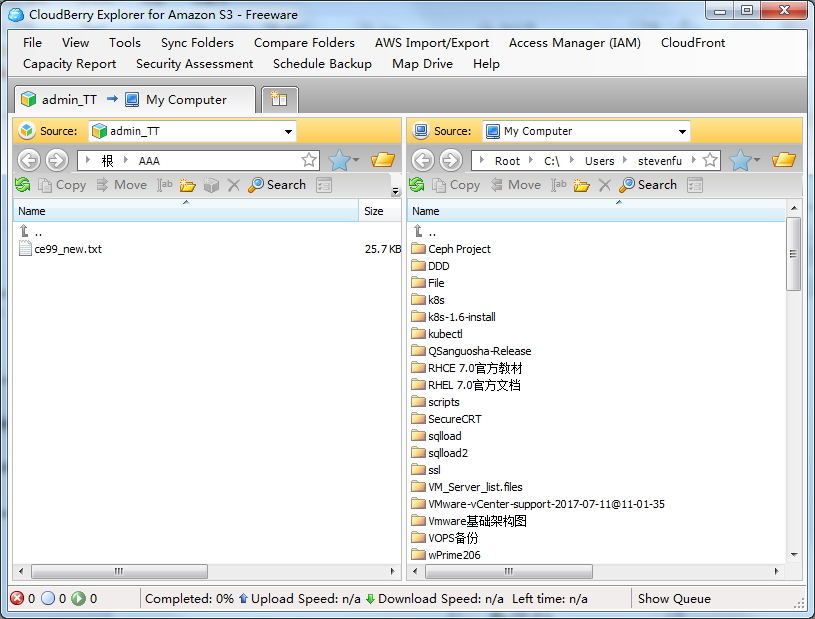 CloudBerry Explorer for Amazon S3 - Freeware
File View Tools Sync Folders Compare Folders AWS Import/Export Access Manager (IAM) CloudFront
Capacity Report Security Assessment Schedule Backup Map Drive Help
admin_TT My Computer
Source: admin_TT
根 AAA
Copy Move Search
Name Size
..
ce99_new.txt 25.7 KB
Source: My Computer
Root C:\ Users stevenfu
Copy Move Search
Name
..
Ceph Project
DDD
File
k8s
k8s-1.6-install
kubectl
QSanguosha-Release
RHCE 7.0官方教材
RHEL 7.0官方文档
scripts
SecureCRT
sqlload
sqlload2
ssl
VM_Server_list.files
VMware-vCenter-support-2017-07-11@11-01-35
Vmware基础架构图
VOPS备份
wPrime206
0 0 0 Completed: 0% Upload Speed: n/a Download Speed: n/a Left time: n/a Show Queue